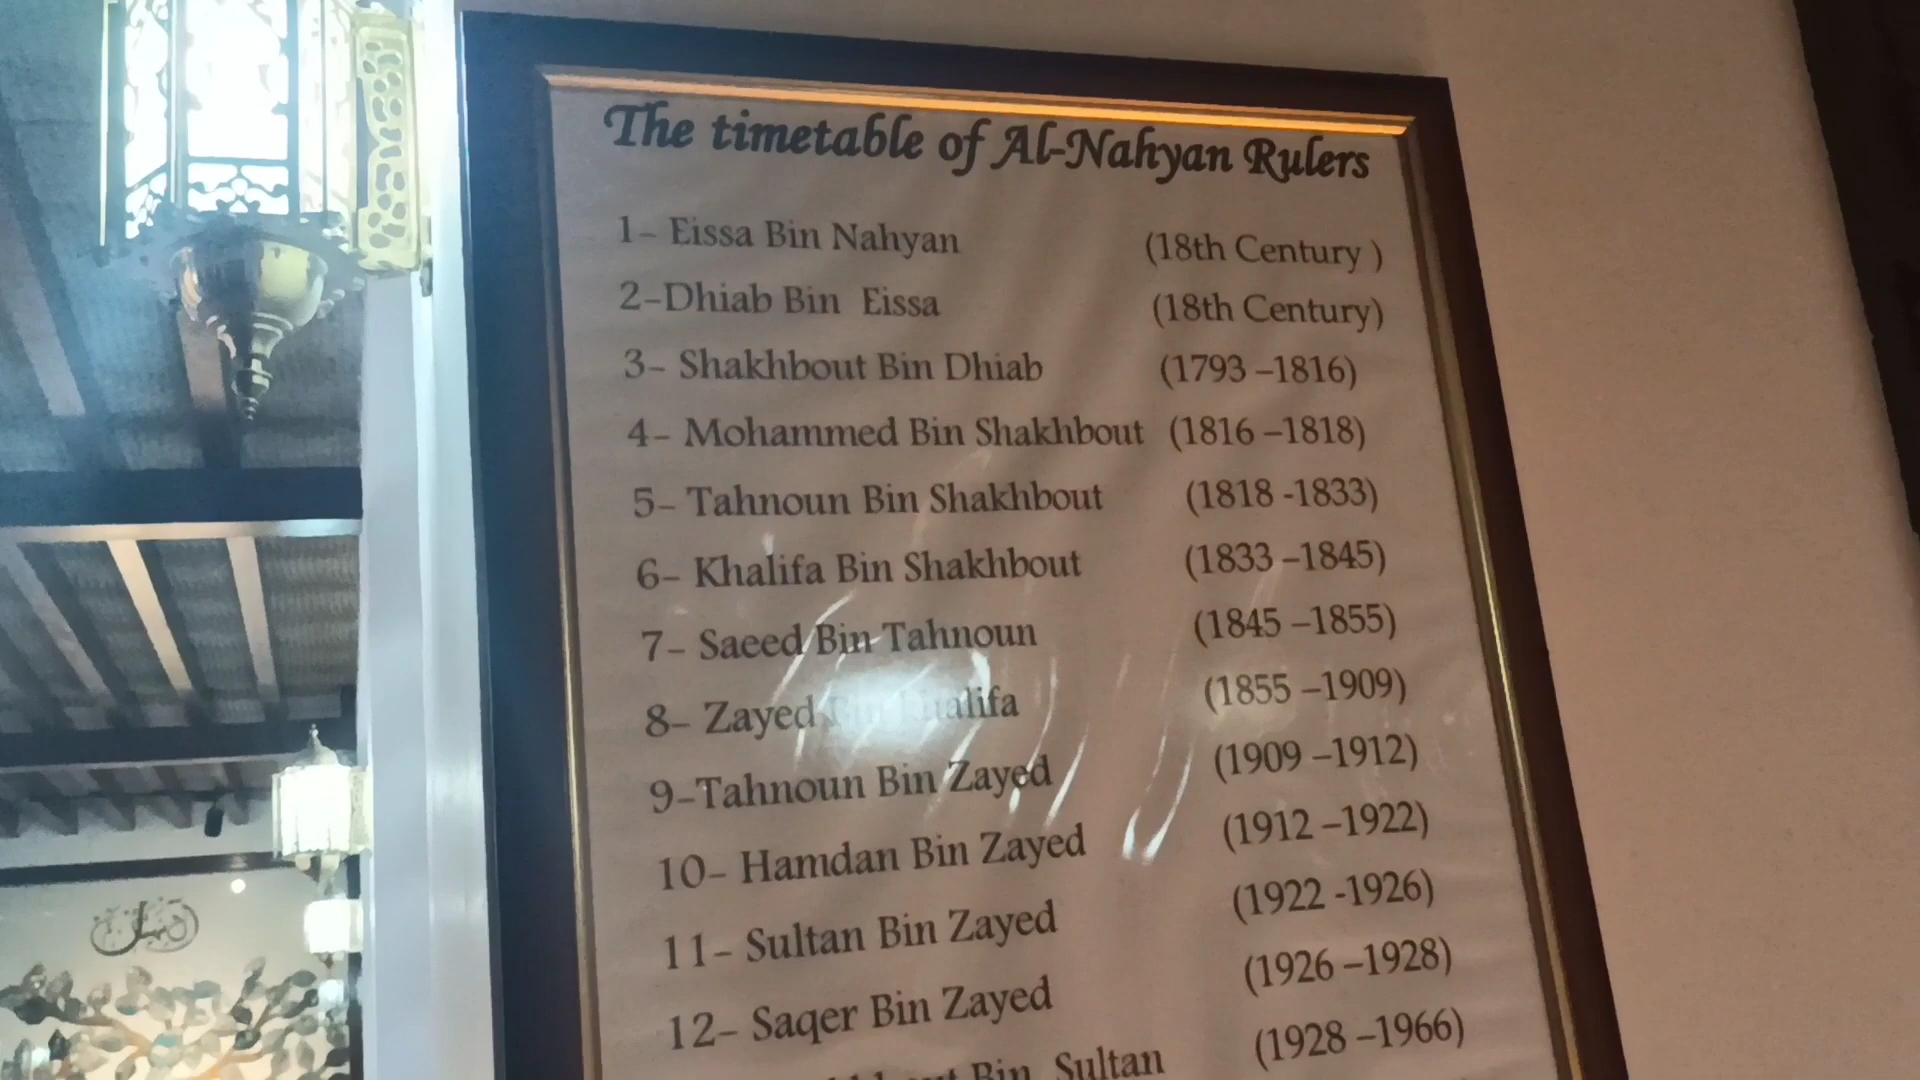 The timetable of Al-Nahyan Rulers
1- Eissa Bin Nahyan (18th Century )
2-Dhiab Bin Eissa (18th Century)
3- Shakhbout Bin Dhiab (1793 –1816)
4- Mohammed Bin Shakhbout (1816 –1818)
5- Tahnoun Bin Shakhbout (1818 -1833)
6- Khalifa Bin Shakhbout (1833 –1845)
7- Saeed Bin Tahnoun (1845 –1855)
8- Zayed Bin Khalifa (1855 –1909)
9-Tahnoun Bin Zayed (1909 –1912)
10- Hamdan Bin Zayed (1912 –1922)
11- Sultan Bin Zayed (1922 -1926)
12- Saqer Bin Zayed (1926 –1928)
Bin Sultan (1928 –1966)